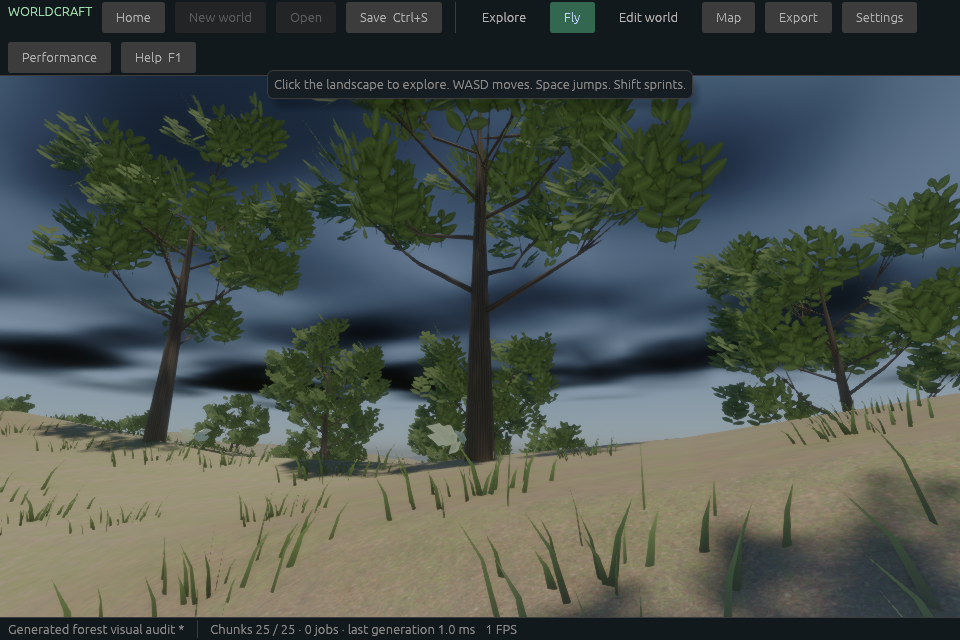 WORLDCRAFT Home New world Open Save Ctrl+S Explore Fly Edit world Map Export Settings
Performance Help F1
Click the landscape to explore. WASD moves. Space jumps. Shift sprints.
Generated forest visual audit * Chunks 25 / 25 · 0 jobs · last generation 1.0 ms 1 FPS